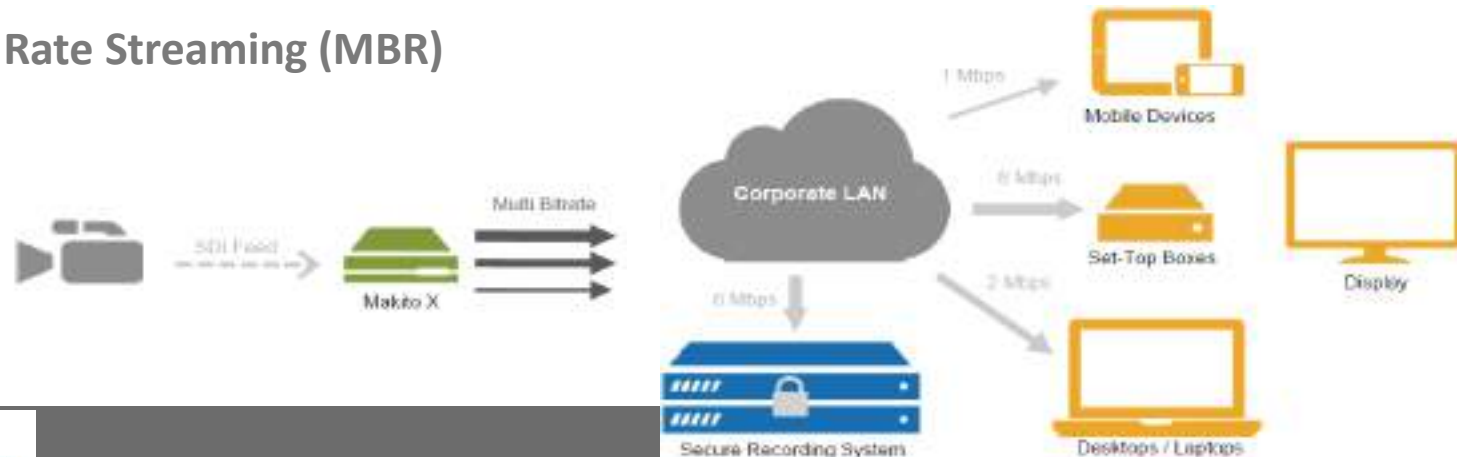 Rate Streaming (MBR)
1 Mbps
Mobile Devices
Corporate LAN
6 Mbps
Multi Bitrate
SDI Feed
Makito X
Set-Top Boxes
Display
2 Mbps
6 Mbps
Secure Recording System
Desktops / Laptops